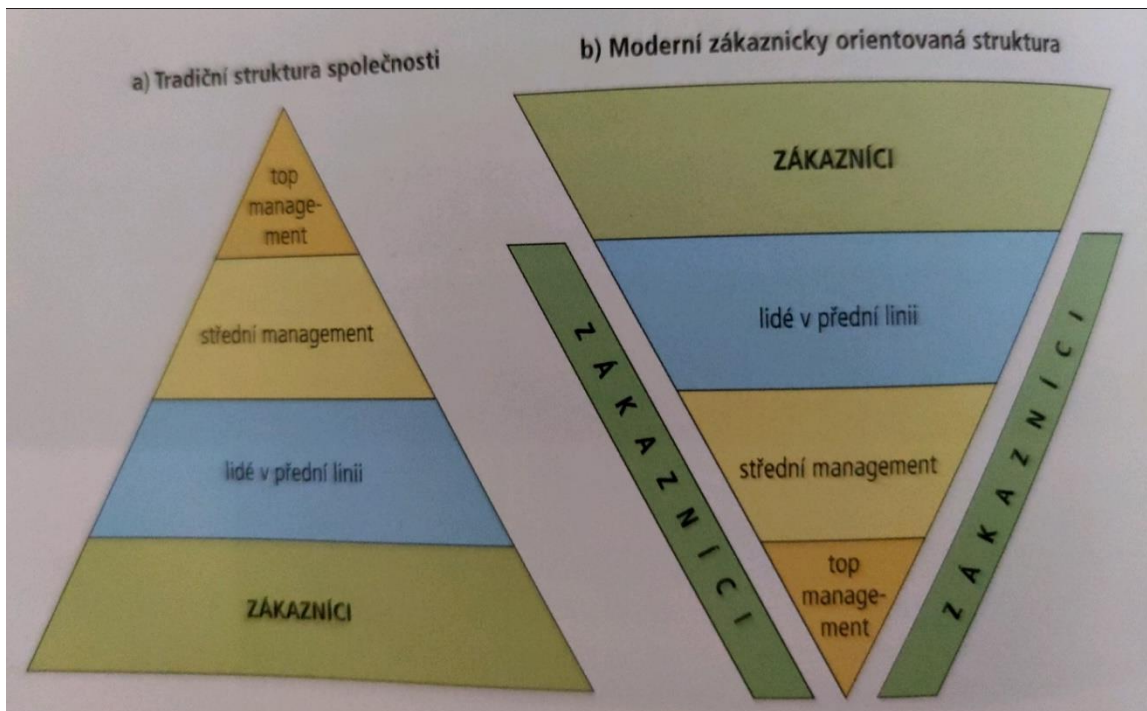 a) Tradiční struktura společnosti
top
manage-
ment
střední management
lidé v přední linii
ZÁKAZNÍCI
b) Moderní zákaznicky orientovaná struktura
ZÁKAZNÍCI
lidé v přední linii
střední management
top
manage-
ment
ZÁKAZNÍCI
ZÁKAZNÍCI